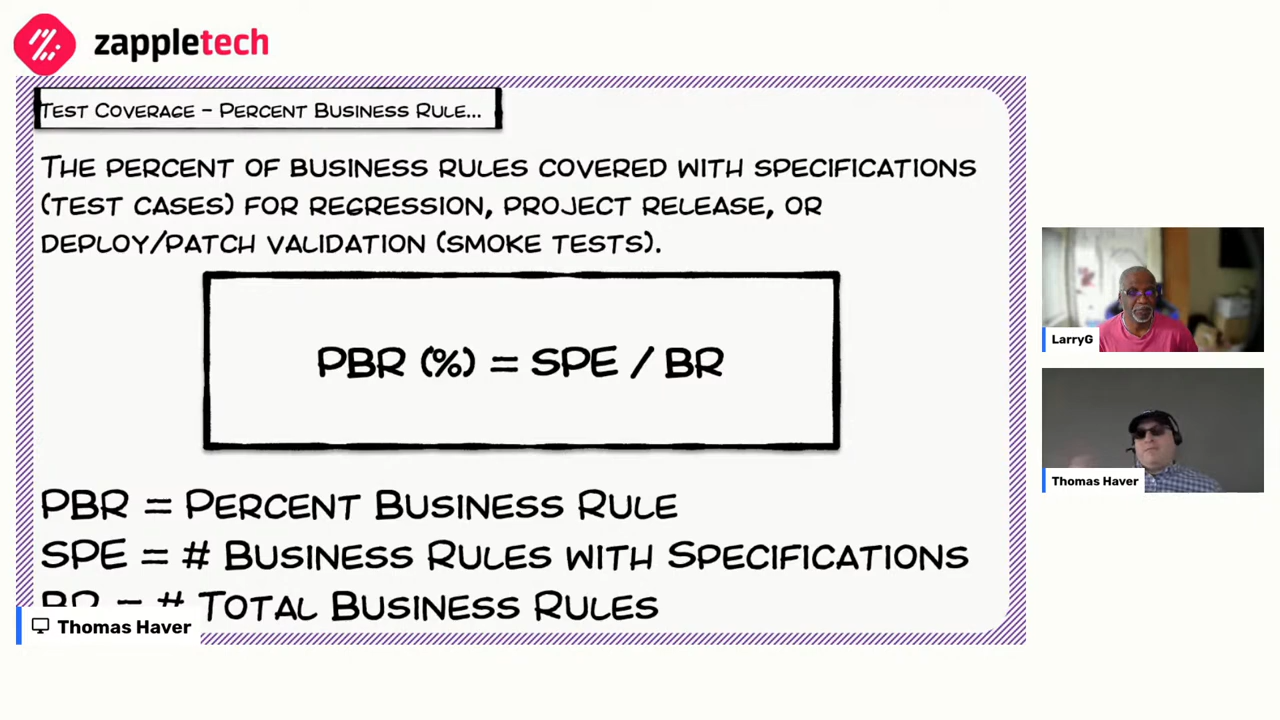 zappletech
Test Coverage – Percent Business Rule...
The percent of business rules covered with specifications
(test cases) for regression, project release, or
deploy/patch validation (smoke tests).
PBR (%) = SPE / BR
PBR = Percent Business Rule
SPE = # Business Rules with Specifications
BR = # Total Business Rules
Thomas Haver
LarryG
Thomas Haver